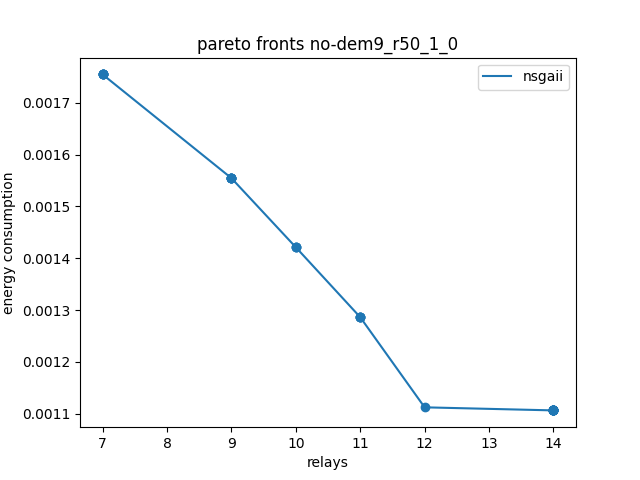 pareto fronts no-dem9_r50_1_0
nsgaii
energy consumption
0.0017
0.0016
0.0015
0.0014
0.0013
0.0012
0.0011
7 8 9 10 11 12 13 14
relays